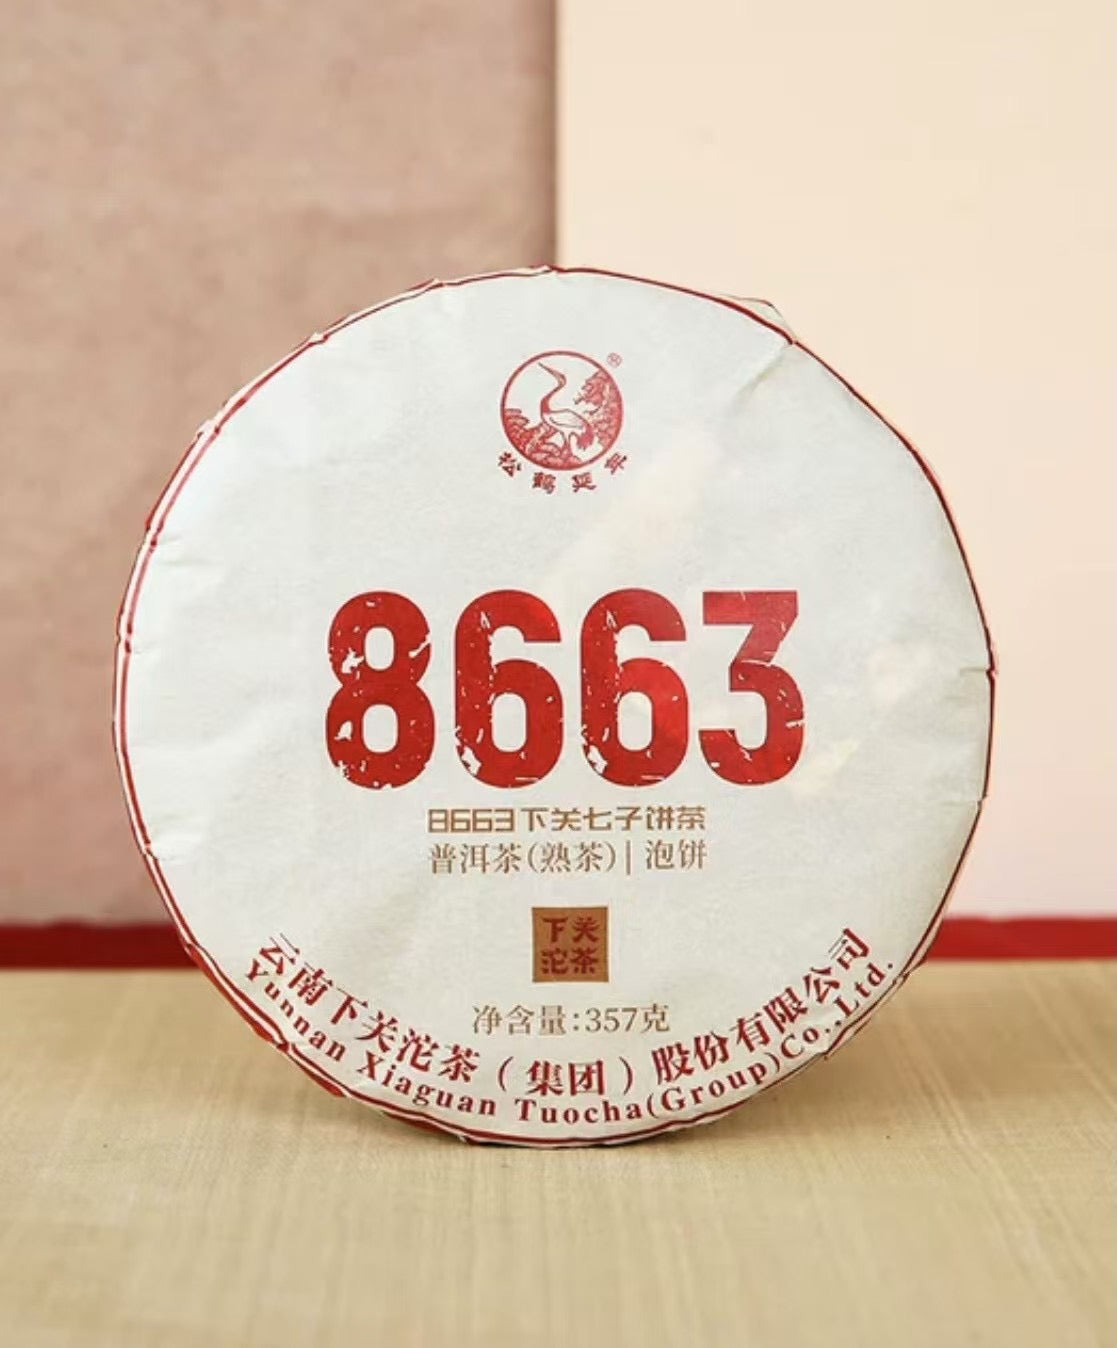 ®
松鹤延年
8663
8663下关七子饼茶
普洱茶(熟茶)| 泡饼
下关
沱茶
净含量:357克
云南下关沱茶(集团)股份有限公司
Yunnan Xiaguan Tuocha(Group)Co.,Ltd.